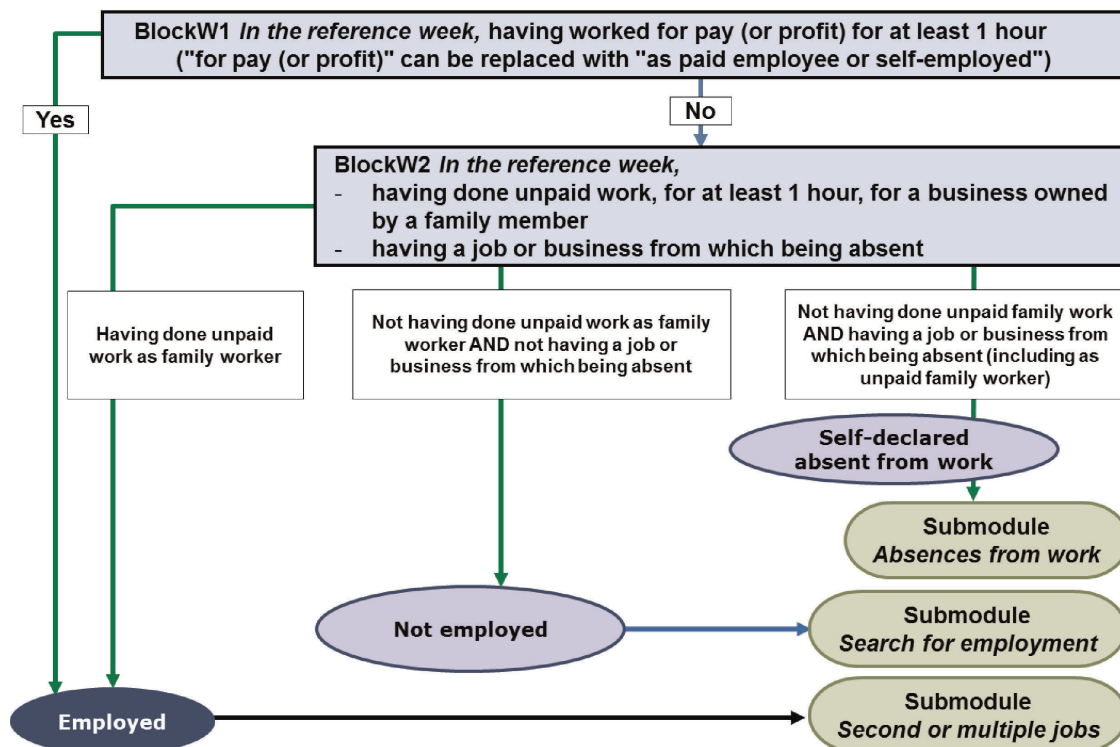 BlockW1 In the reference week, having worked for pay (or profit) for at least 1 hour
("for pay (or profit)" can be replaced with "as paid employee or self-employed")
Yes
No
BlockW2 In the reference week,
- having done unpaid work, for at least 1 hour, for a business owned
by a family member
- having a job or business from which being absent
Having done unpaid
work as family worker
Not having done unpaid work as family
worker AND not having a job or
business from which being absent
Not having done unpaid family work
AND having a job or business from
which being absent (including as
unpaid family worker)
Self-declared
absent from work
Submodule
Absences from work
Not employed
Submodule
Search for employment
Employed
Submodule
Second or multiple jobs